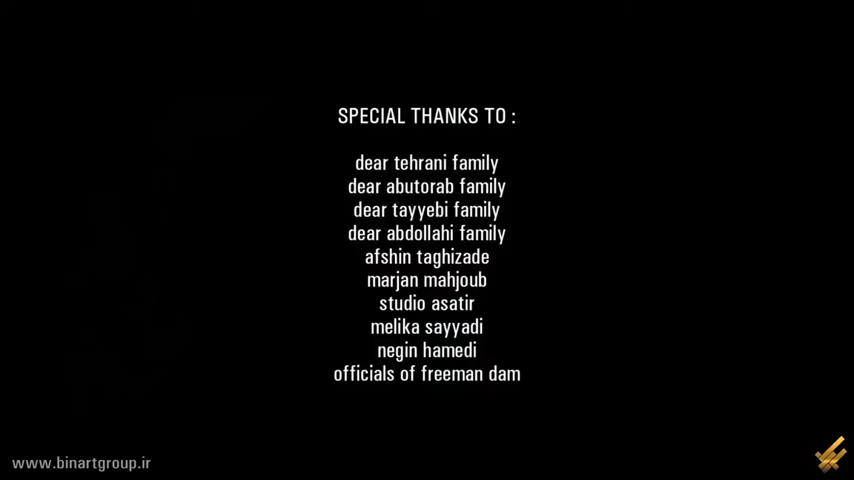 SPECIAL THANKS TO :
dear tehrani family
dear abutorab family
dear tayyebi family
dear abdollahi family
afshin taghizade
marjan mahjoub
studio asatir
melika sayyadi
negin hamedi
officials of freeman dam
www.binartgroup.ir